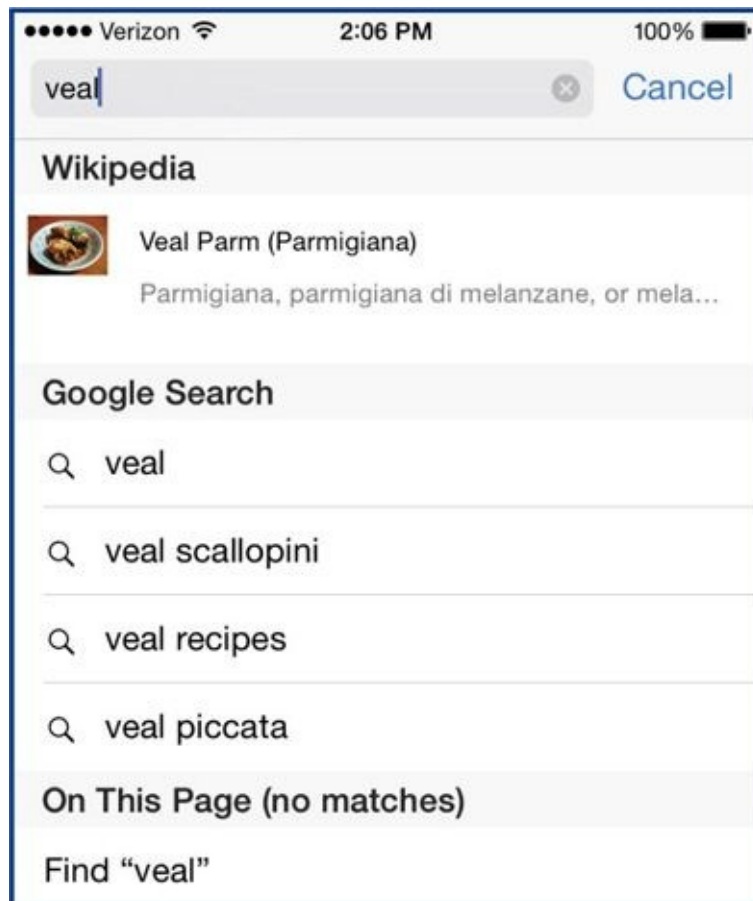 Verizon 2:06 PM 100%
veal Cancel
Wikipedia
Veal Parm (Parmigiana)
Parmigiana, parmigiana di melanzane, or mela...
Google Search
veal
veal scallopini
veal recipes
veal piccata
On This Page (no matches)
Find “veal”